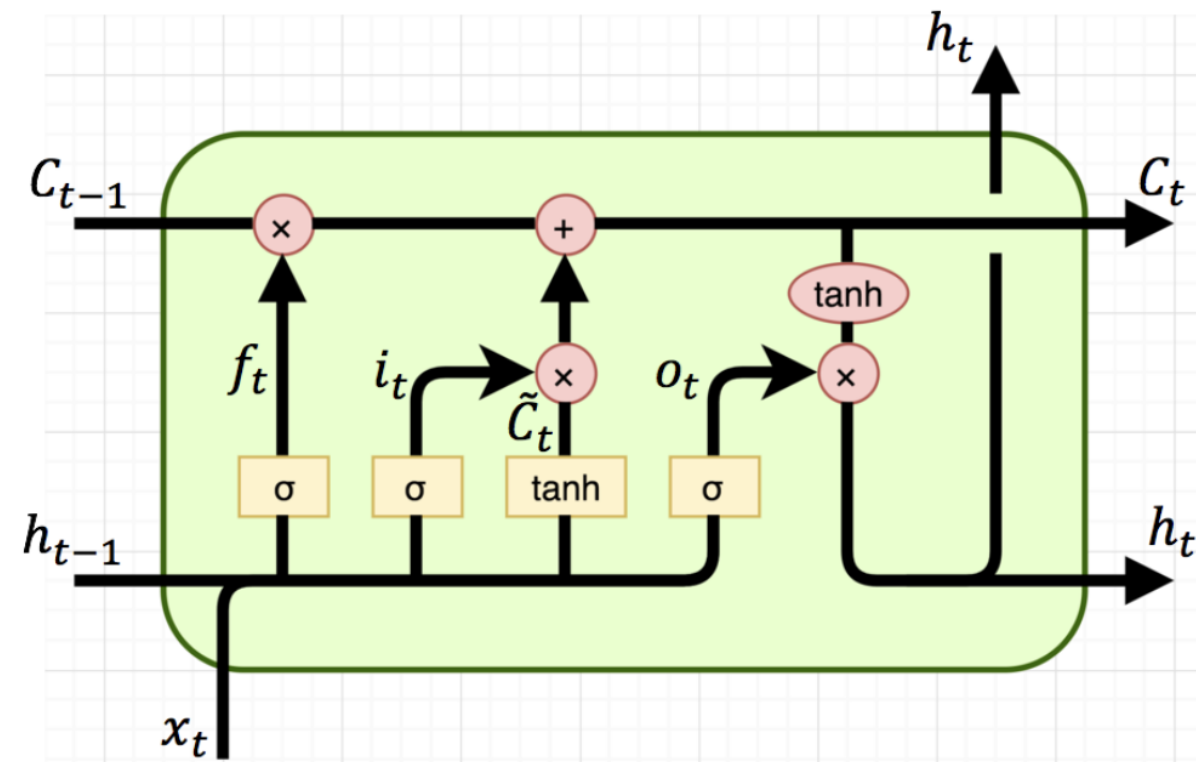 h_t
C_{t−1}
C_t
×
+
tanh
f_t
i_t
×
o_t
×
C̃_t
σ
σ
tanh
σ
h_{t−1}
h_t
x_t